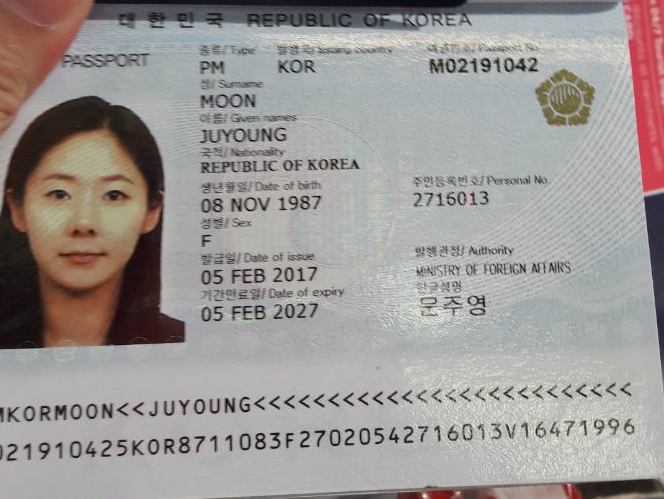 대한민국 REPUBLIC OF KOREA
PASSPORT
종류/Type 발행국/Issuing country 여권번호/Passport No.
PM KOR M02191042
성/Surname
MOON
이름/Given names
JUYOUNG
국적/Nationality
REPUBLIC OF KOREA
생년월일/Date of birth 주민등록번호/Personal No.
08 NOV 1987 2716013
성별/Sex
F
발급일/Date of issue 발행관청/Authority
05 FEB 2017 MINISTRY OF FOREIGN AFFAIRS
기간만료일/Date of expiry 한글성명
05 FEB 2027 문주영
MKORMOON<<JUYOUNG<<<<<<<<<<<<<<<<<<<<<<<<<<<
021910425KOR8711083F27020542716013V16471996